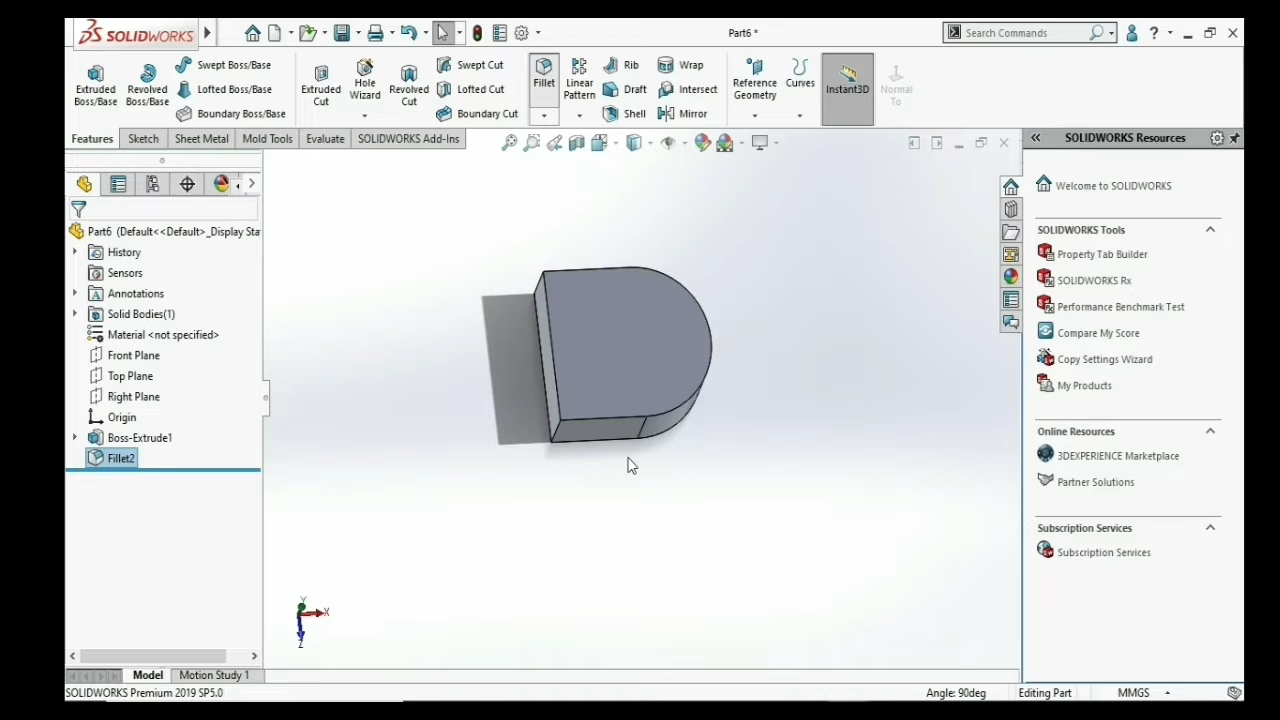 SOLIDWORKS
Part6 *
Search Commands
?
Extruded Boss/Base
Revolved Boss/Base
Swept Boss/Base
Lofted Boss/Base
Boundary Boss/Base
Extruded Cut
Hole Wizard
Revolved Cut
Swept Cut
Lofted Cut
Boundary Cut
Fillet
Linear Pattern
Rib
Draft
Shell
Wrap
Intersect
Mirror
Reference Geometry
Curves
Instant3D
Normal To
Features
Sketch
Sheet Metal
Mold Tools
Evaluate
SOLIDWORKS Add-Ins
Part6 (Default<<Default>_Display Sta
History
Sensors
Annotations
Solid Bodies(1)
Material <not specified>
Front Plane
Top Plane
Right Plane
Origin
Boss-Extrude1
Fillet2
Y
X
Z
SOLIDWORKS Resources
Welcome to SOLIDWORKS
SOLIDWORKS Tools
Property Tab Builder
SOLIDWORKS Rx
Performance Benchmark Test
Compare My Score
Copy Settings Wizard
My Products
Online Resources
3DEXPERIENCE Marketplace
Partner Solutions
Subscription Services
Subscription Services
Model
Motion Study 1
SOLIDWORKS Premium 2019 SP5.0
Angle: 90deg
Editing Part
MMGS